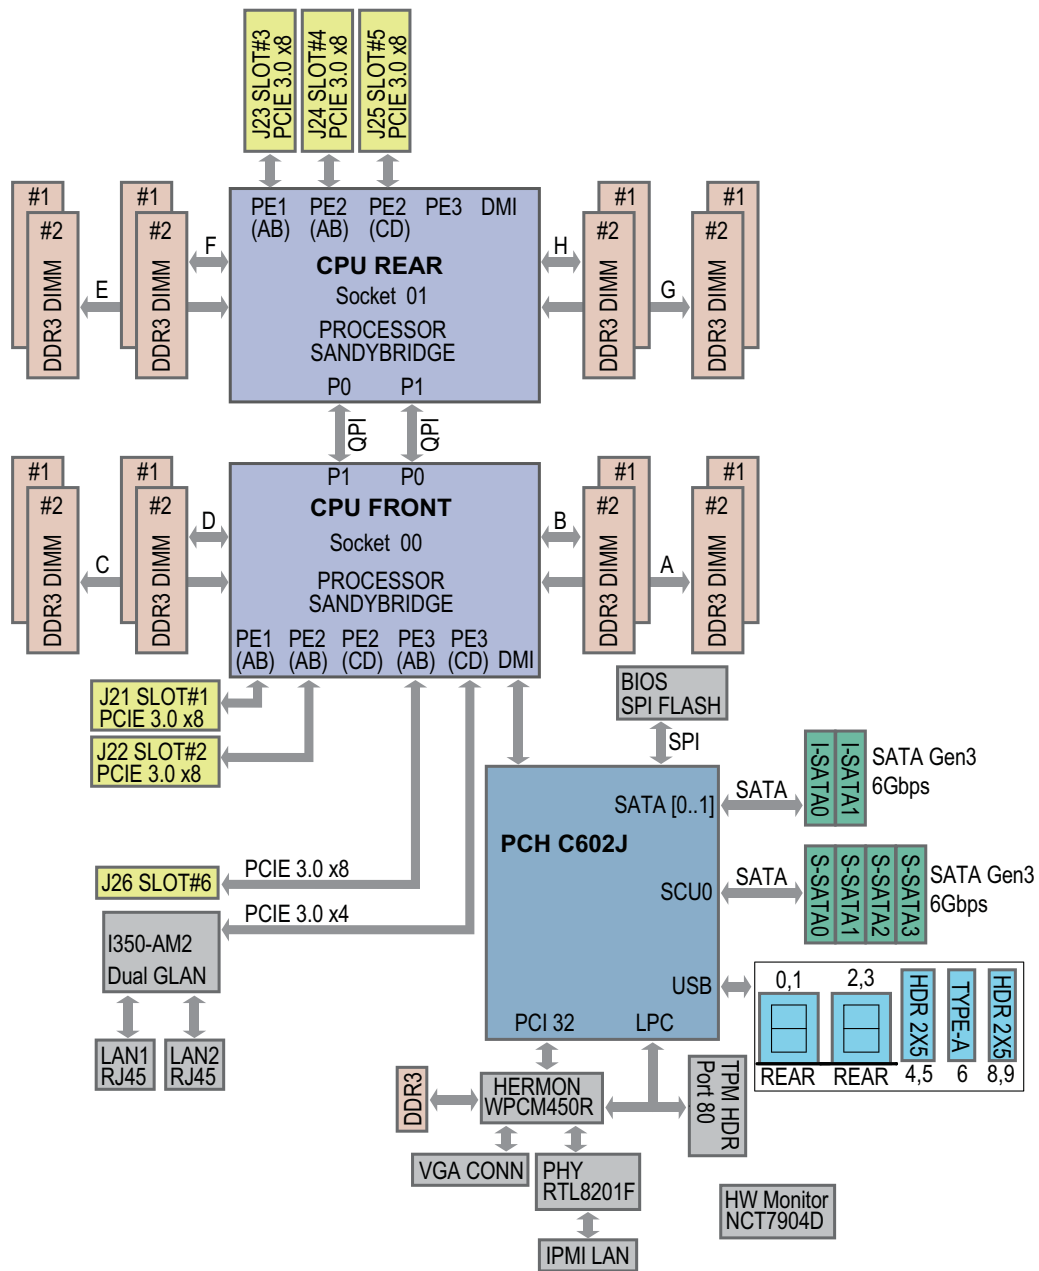 J23 SLOT#3
PCIE 3.0 x8
J24 SLOT#4
PCIE 3.0 x8
J25 SLOT#5
PCIE 3.0 x8
#1
#2
DDR3 DIMM
E
#1
#2
DDR3 DIMM
F
PE1
(AB)
PE2
(AB)
PE2
(CD)
PE3
DMI
CPU REAR
Socket 01
PROCESSOR
SANDYBRIDGE
P0
P1
H
#1
#2
DDR3 DIMM
G
#1
#2
DDR3 DIMM
QPI
QPI
#1
#2
DDR3 DIMM
C
#1
#2
DDR3 DIMM
D
P1
P0
CPU FRONT
Socket 00
PROCESSOR
SANDYBRIDGE
PE1
(AB)
PE2
(AB)
PE2
(CD)
PE3
(AB)
PE3
(CD)
DMI
B
#1
#2
DDR3 DIMM
A
#1
#2
DDR3 DIMM
J21 SLOT#1
PCIE 3.0 x8
J22 SLOT#2
PCIE 3.0 x8
BIOS
SPI FLASH
SPI
PCH C602J
SATA [0..1]
SATA
I-SATA0
I-SATA1
SATA Gen3
6Gbps
SCU0
SATA
S-SATA0
S-SATA1
S-SATA2
S-SATA3
SATA Gen3
6Gbps
PCIE 3.0 x8
J26 SLOT#6
PCIE 3.0 x4
I350-AM2
Dual GLAN
LAN1
RJ45
LAN2
RJ45
USB
PCI 32
LPC
0,1
REAR
2,3
REAR
HDR 2X5
4,5
TYPE-A
6
HDR 2X5
8,9
DDR3
HERMON
WPCM450R
TPM HDR
Port 80
VGA CONN
PHY
RTL8201F
IPMI LAN
HW Monitor
NCT7904D